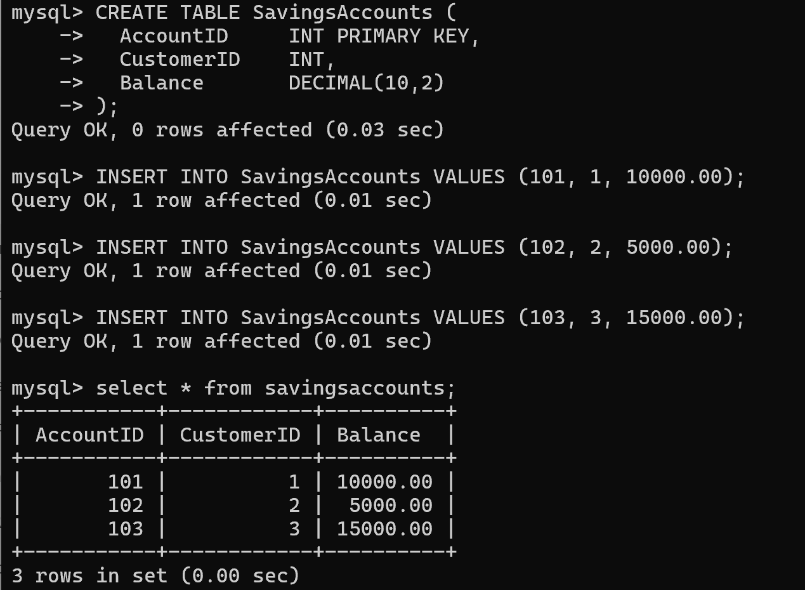 mysql> CREATE TABLE SavingsAccounts (
    ->   AccountID     INT PRIMARY KEY,
    ->   CustomerID    INT,
    ->   Balance       DECIMAL(10,2)
    -> );
Query OK, 0 rows affected (0.03 sec)

mysql> INSERT INTO SavingsAccounts VALUES (101, 1, 10000.00);
Query OK, 1 row affected (0.01 sec)

mysql> INSERT INTO SavingsAccounts VALUES (102, 2, 5000.00);
Query OK, 1 row affected (0.01 sec)

mysql> INSERT INTO SavingsAccounts VALUES (103, 3, 15000.00);
Query OK, 1 row affected (0.01 sec)

mysql> select * from savingsaccounts;
+-----------+------------+----------+
| AccountID | CustomerID | Balance  |
+-----------+------------+----------+
|       101 |          1 | 10000.00 |
|       102 |          2 |  5000.00 |
|       103 |          3 | 15000.00 |
+-----------+------------+----------+
3 rows in set (0.00 sec)